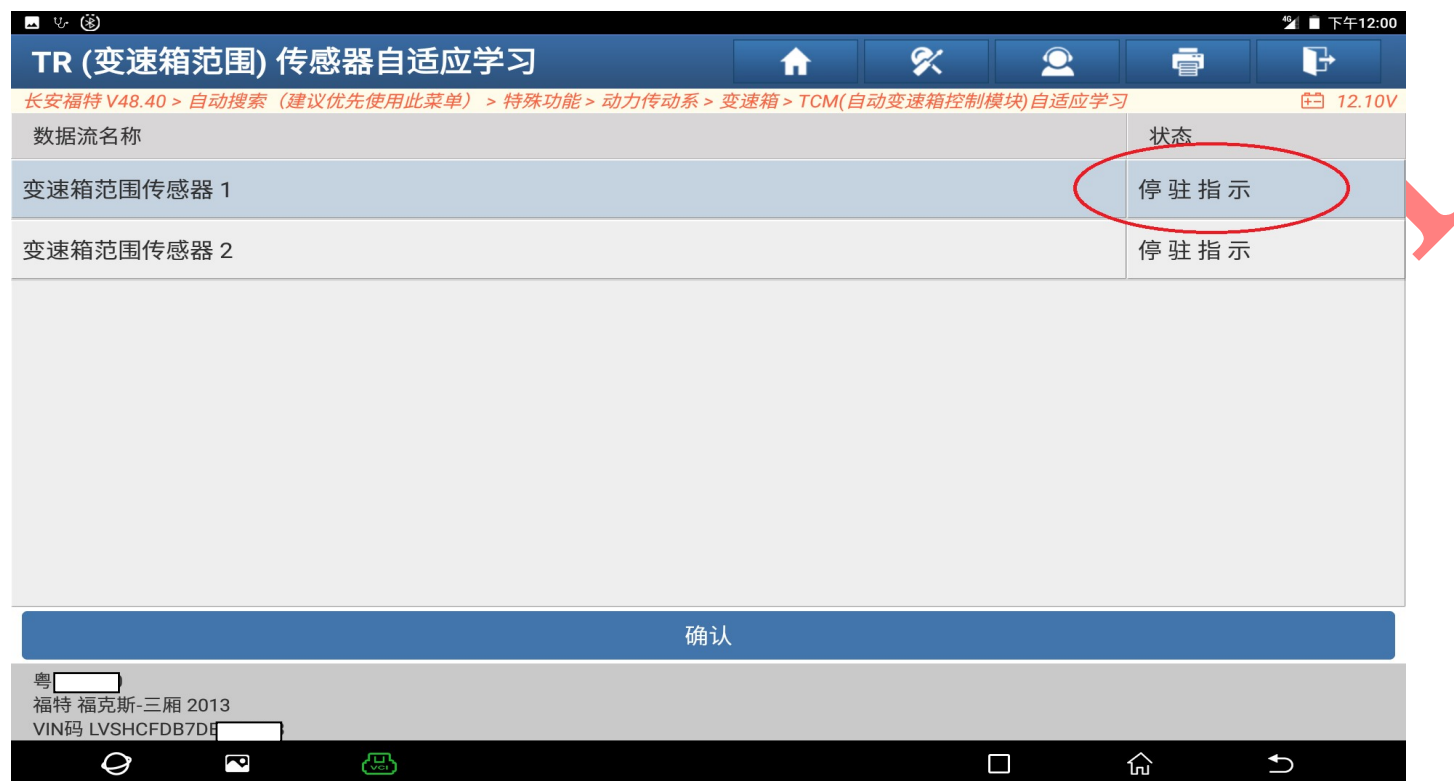 4G 下午12:00
TR (变速箱范围) 传感器自适应学习
长安福特 V48.40 > 自动搜索（建议优先使用此菜单） > 特殊功能 > 动力传动系 > 变速箱 > TCM(自动变速箱控制模块)自适应学习 12.10V
数据流名称 状态
变速箱范围传感器 1 停 驻 指 示
变速箱范围传感器 2 停 驻 指 示
确认
粤
福特 福克斯-三厢 2013
VIN码 LVSHCFDB7DE
VCI